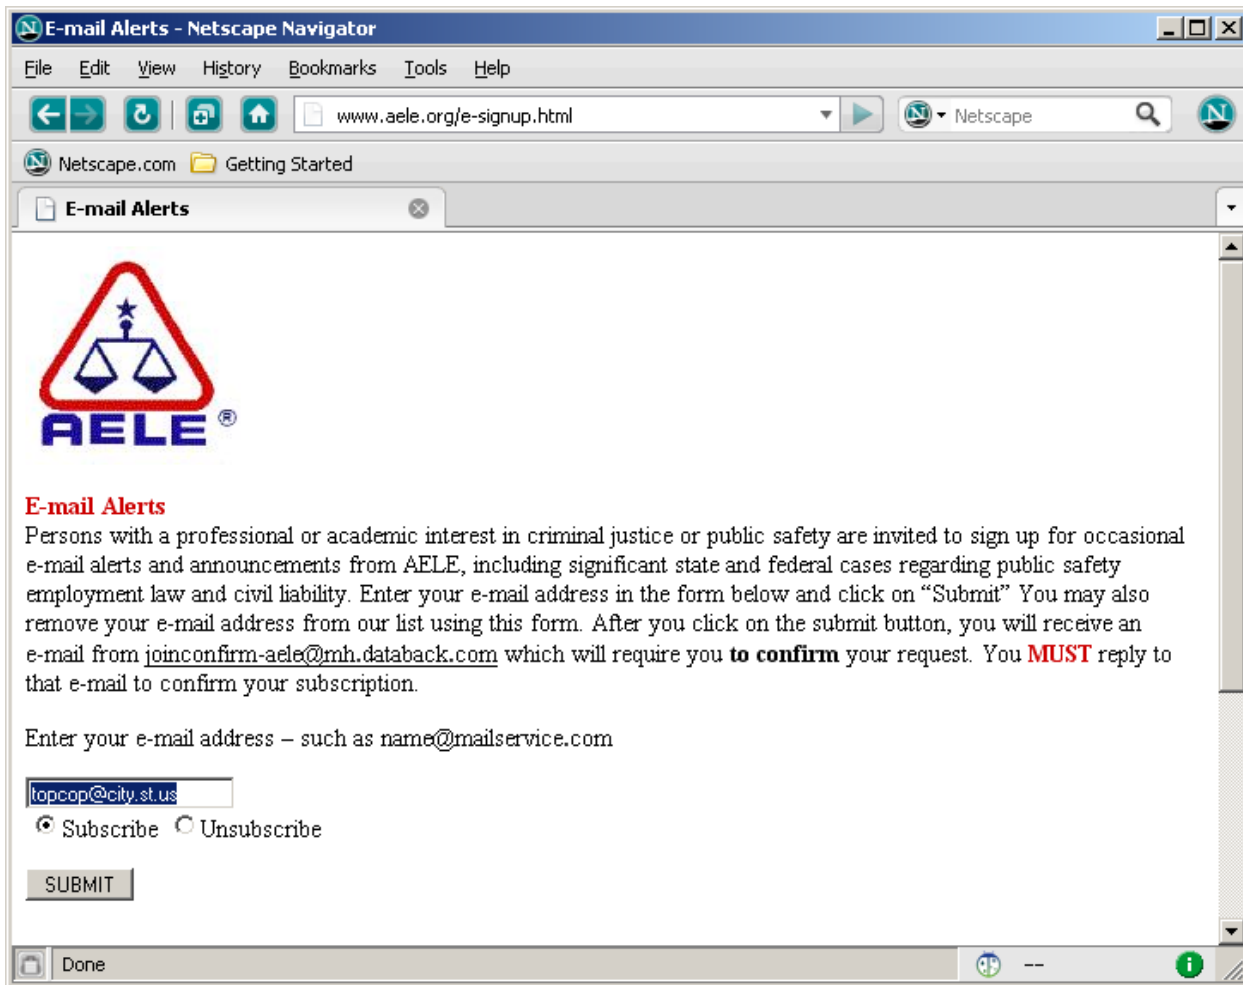 E-mail Alerts - Netscape Navigator
File Edit View History Bookmarks Tools Help
www.aele.org/e-signup.html Netscape
Netscape.com Getting Started
E-mail Alerts
AELE ®
E-mail Alerts
Persons with a professional or academic interest in criminal justice or public safety are invited to sign up for occasional
e-mail alerts and announcements from AELE, including significant state and federal cases regarding public safety
employment law and civil liability. Enter your e-mail address in the form below and click on “Submit” You may also
remove your e-mail address from our list using this form. After you click on the submit button, you will receive an
e-mail from joinconfirm-aele@mh.databack.com which will require you to confirm your request. You MUST reply to
that e-mail to confirm your subscription.
Enter your e-mail address – such as name@mailservice.com
topcop@city.st.us
Subscribe Unsubscribe
SUBMIT
Done --